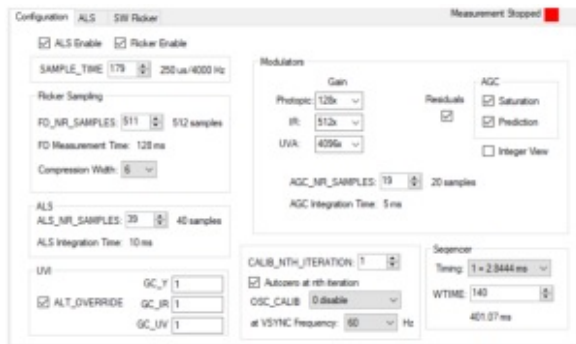 Configuration ALS SW Flicker
Measurement Stopped
ALS Enable Flicker Enable
SAMPLE_TIME 179 250 us/4000 Hz
Flicker Sampling
FD_NR_SAMPLES: 511 512 samples
FD Measurement Time: 128 ms
Compression Width: 6
ALS
ALS_NR_SAMPLES: 39 40 samples
ALS Integration Time: 10 ms
UVI
ALT_OVERRIDE
GC_Y 1
GC_IR 1
GC_UV 1
Modulators
Gain
Photopic: 128x
IR: 512x
UVA: 4096x
Residuals
AGC
Saturation
Prediction
Integer View
AGC_NR_SAMPLES: 19 20 samples
AGC Integration Time: 5 ms
CALIB_NTH_ITERATION: 1
Autozero at nth iteration
OSC_CALIB 0 disable
at VSYNC Frequency: 60 Hz
Seqencer
Timing: 1 = 2.8444 ms
WTIME: 140
401.07 ms